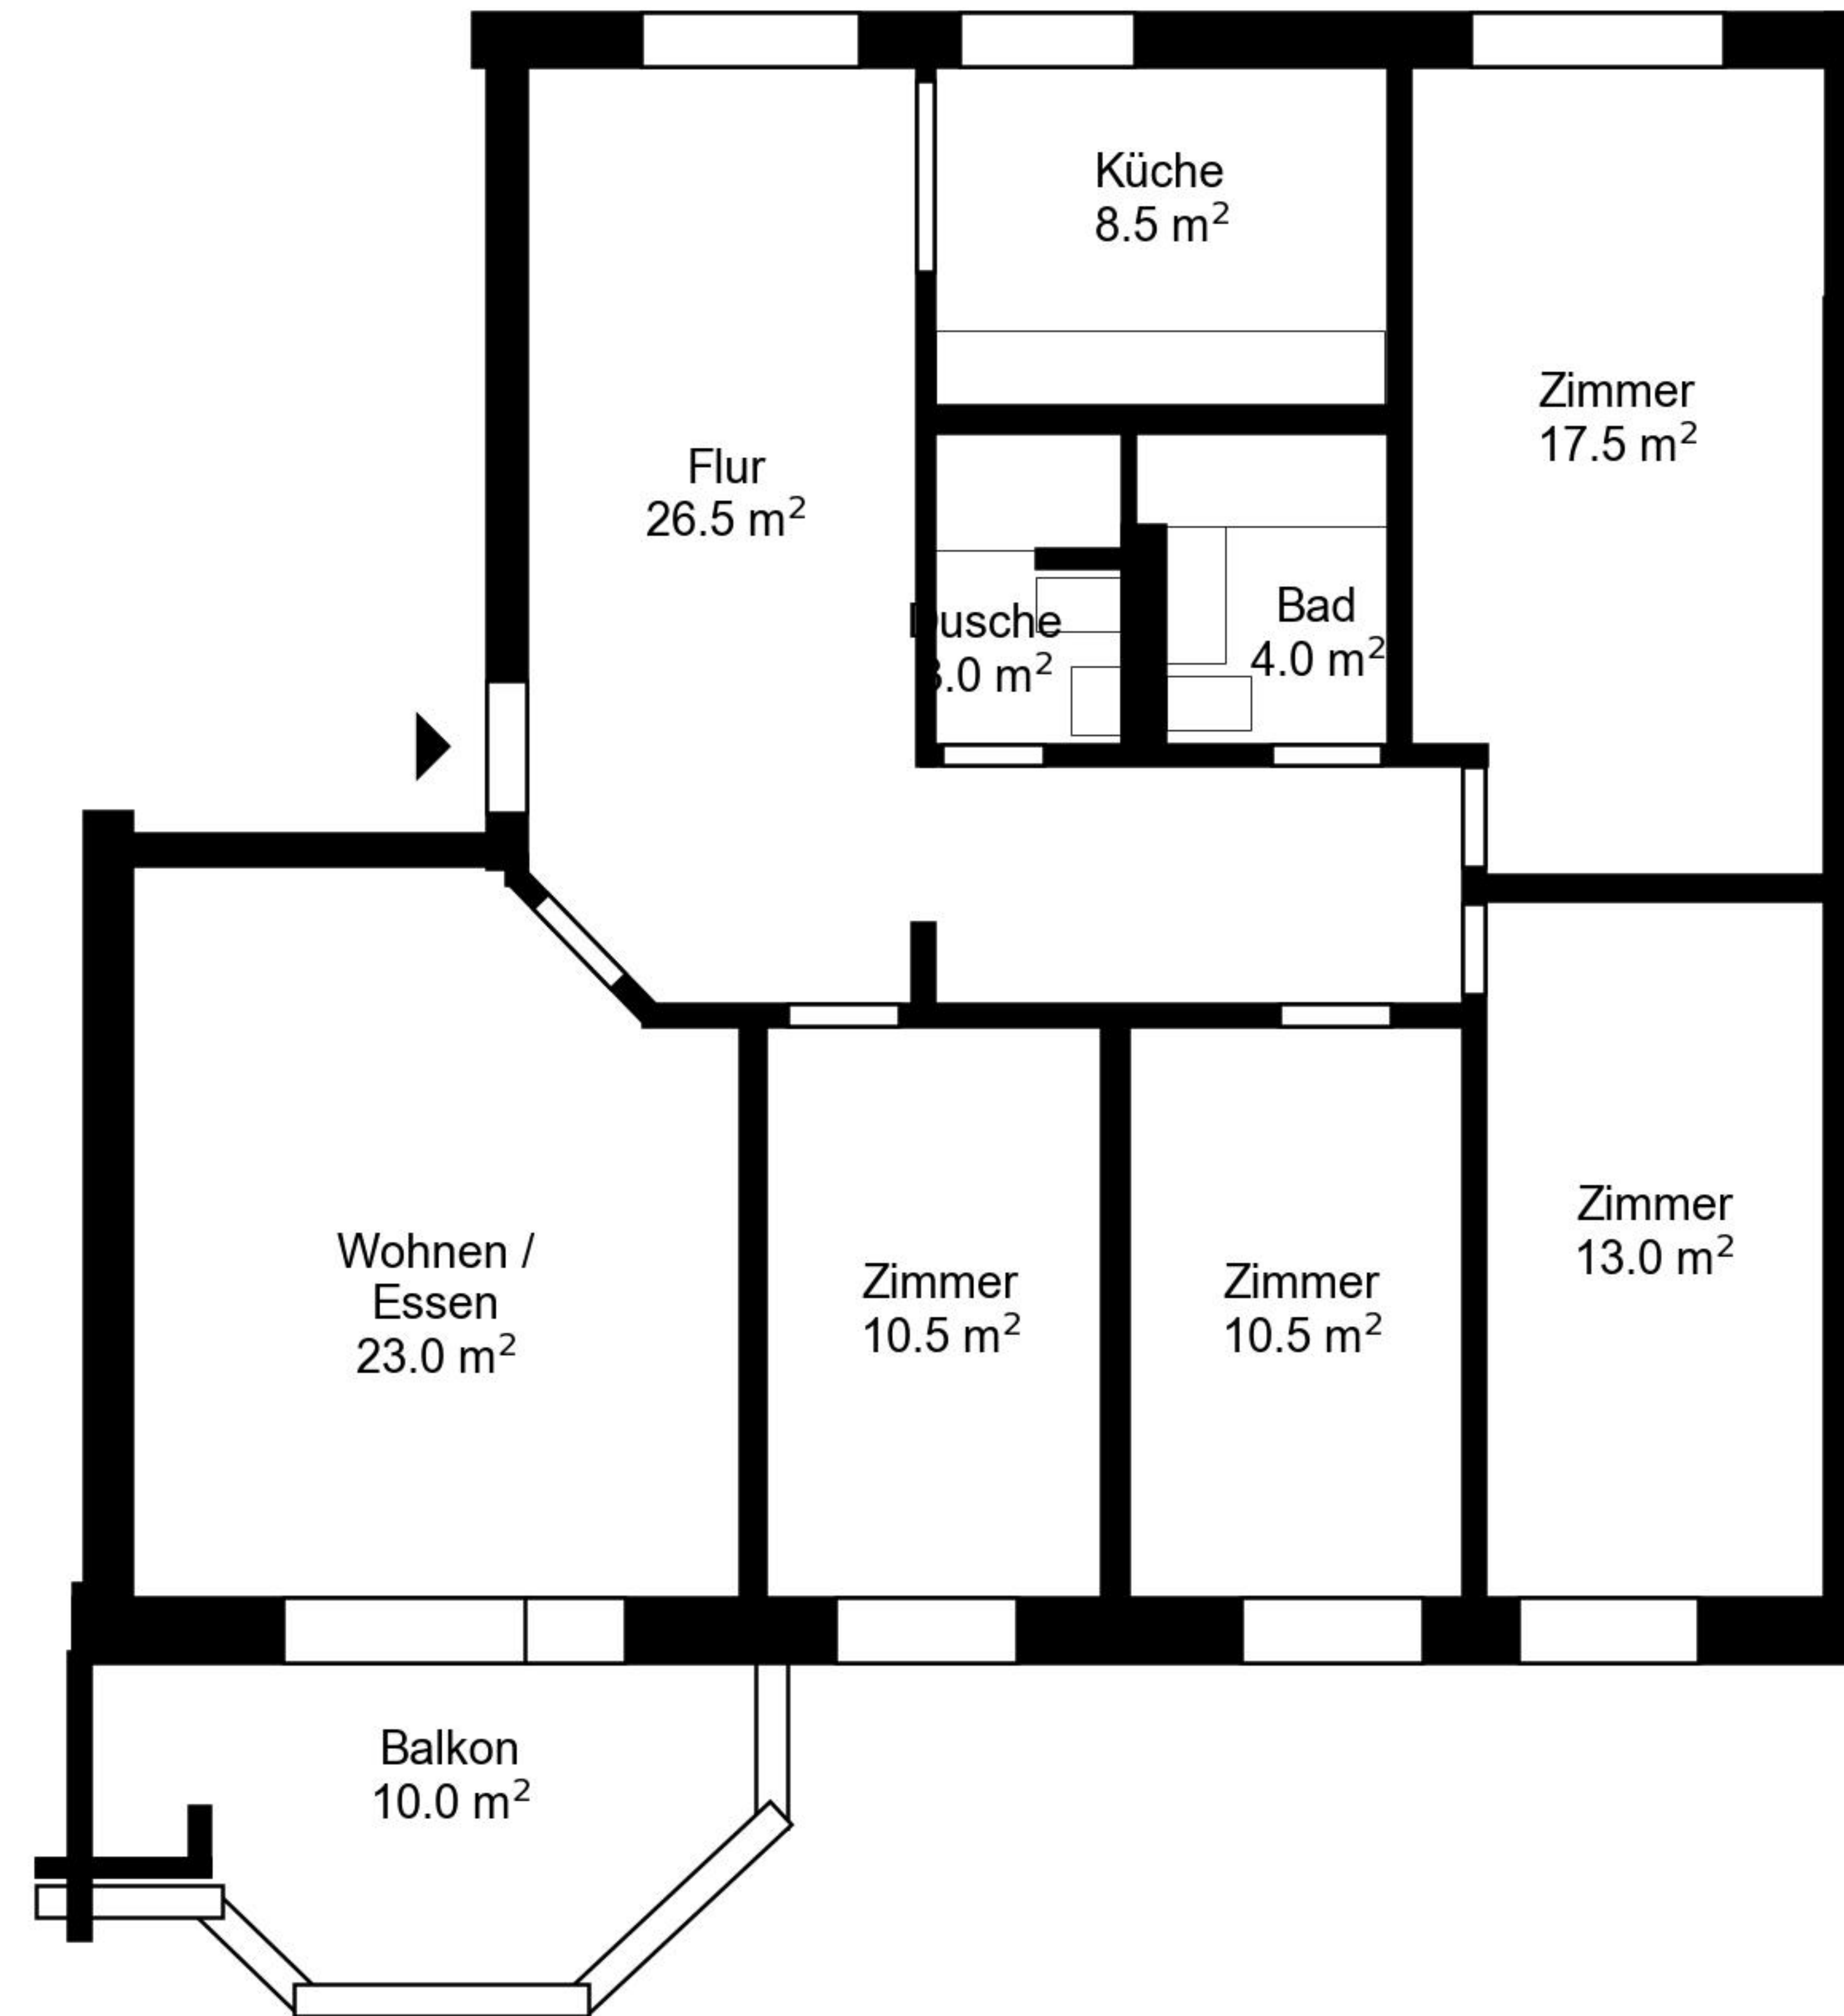 Küche
8.5 m²
Zimmer
17.5 m²
Flur
26.5 m²
Dusche
3.0 m²
Bad
4.0 m²
Wohnen /
Essen
23.0 m²
Zimmer
10.5 m²
Zimmer
10.5 m²
Zimmer
13.0 m²
Balkon
10.0 m²